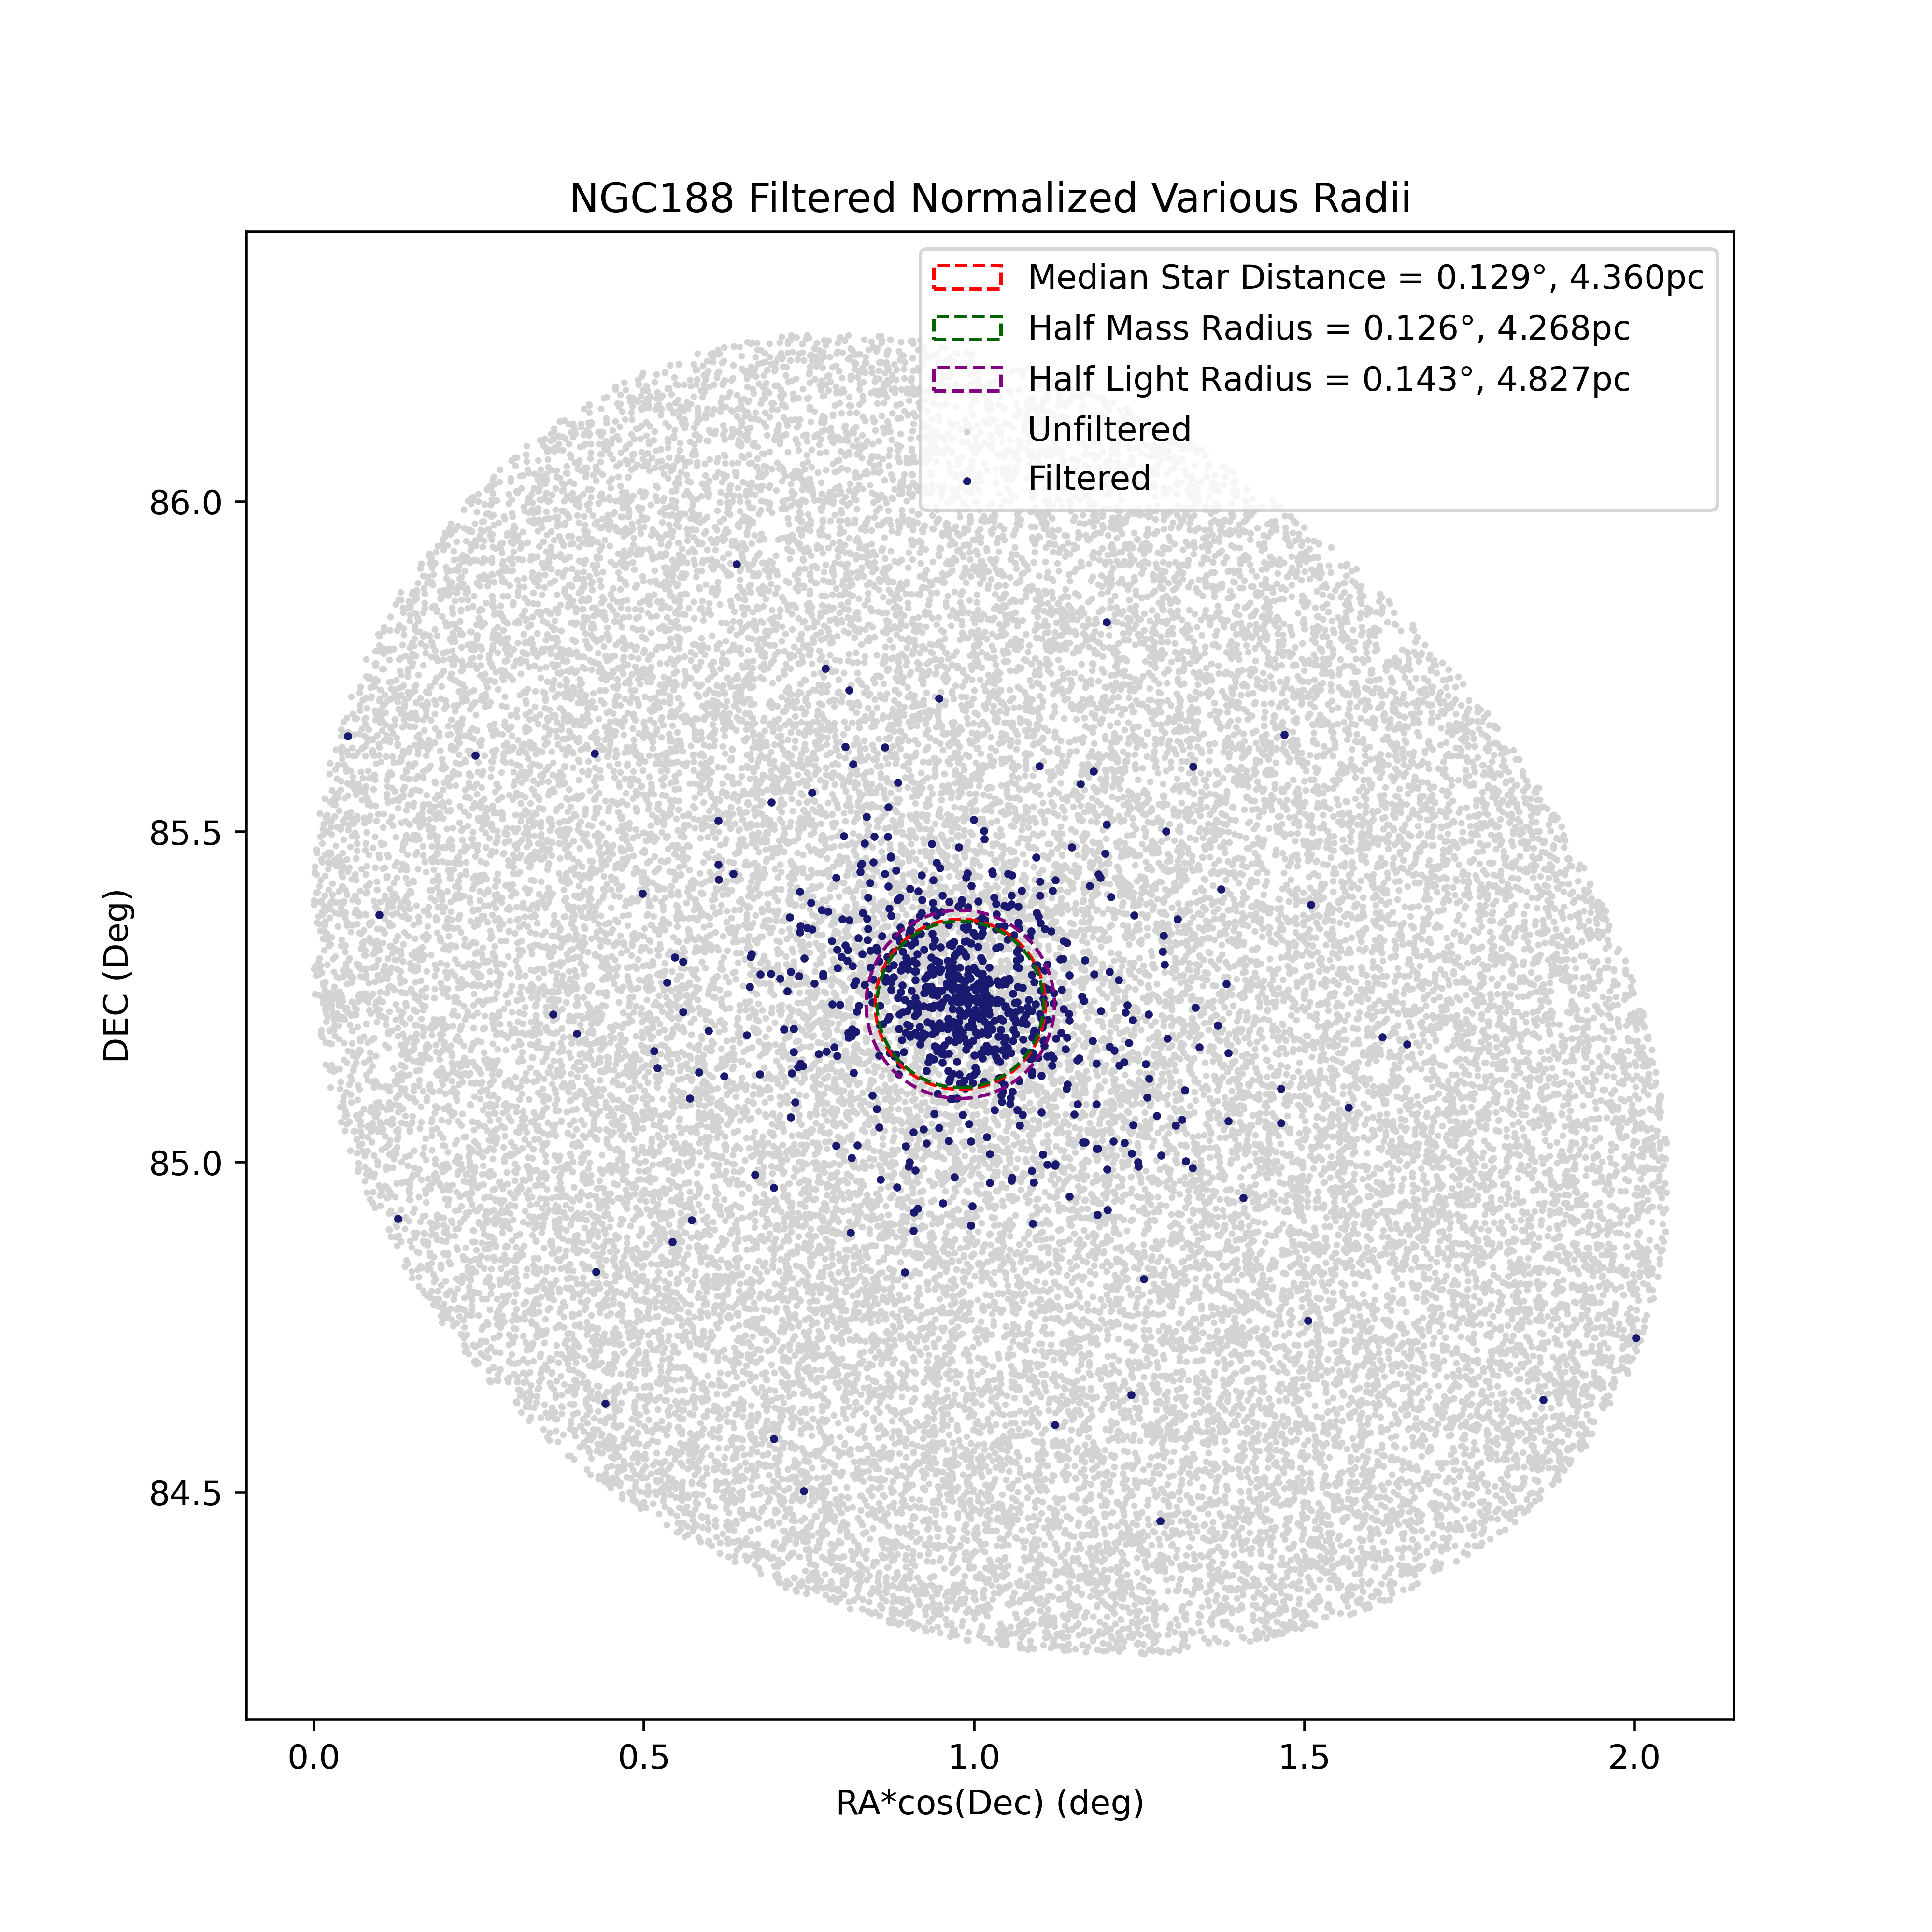 NGC188 Filtered Normalized Various Radii
Median Star Distance = 0.129°, 4.360pc
Half Mass Radius = 0.126°, 4.268pc
Half Light Radius = 0.143°, 4.827pc
Unfiltered
Filtered
86.0
85.5
85.0
84.5
DEC (Deg)
0.0 0.5 1.0 1.5 2.0
RA*cos(Dec) (deg)